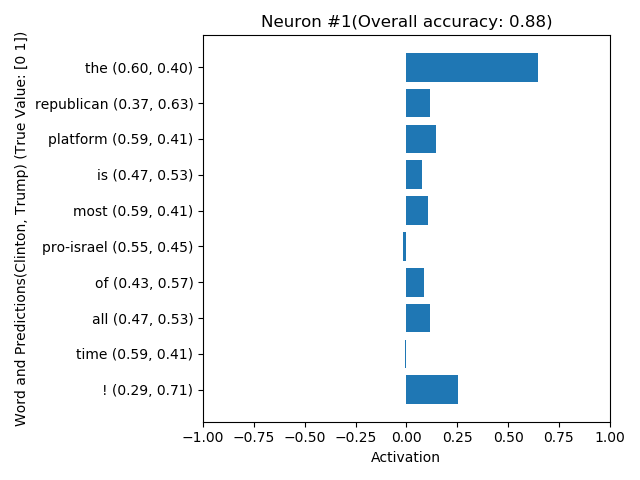 Neuron #1(Overall accuracy: 0.88)
Word and Predictions(Clinton, Trump) (True Value: [0 1])
the (0.60, 0.40)
republican (0.37, 0.63)
platform (0.59, 0.41)
is (0.47, 0.53)
most (0.59, 0.41)
pro-israel (0.55, 0.45)
of (0.43, 0.57)
all (0.47, 0.53)
time (0.59, 0.41)
! (0.29, 0.71)
−1.00 −0.75 −0.50 −0.25 0.00 0.25 0.50 0.75 1.00
Activation